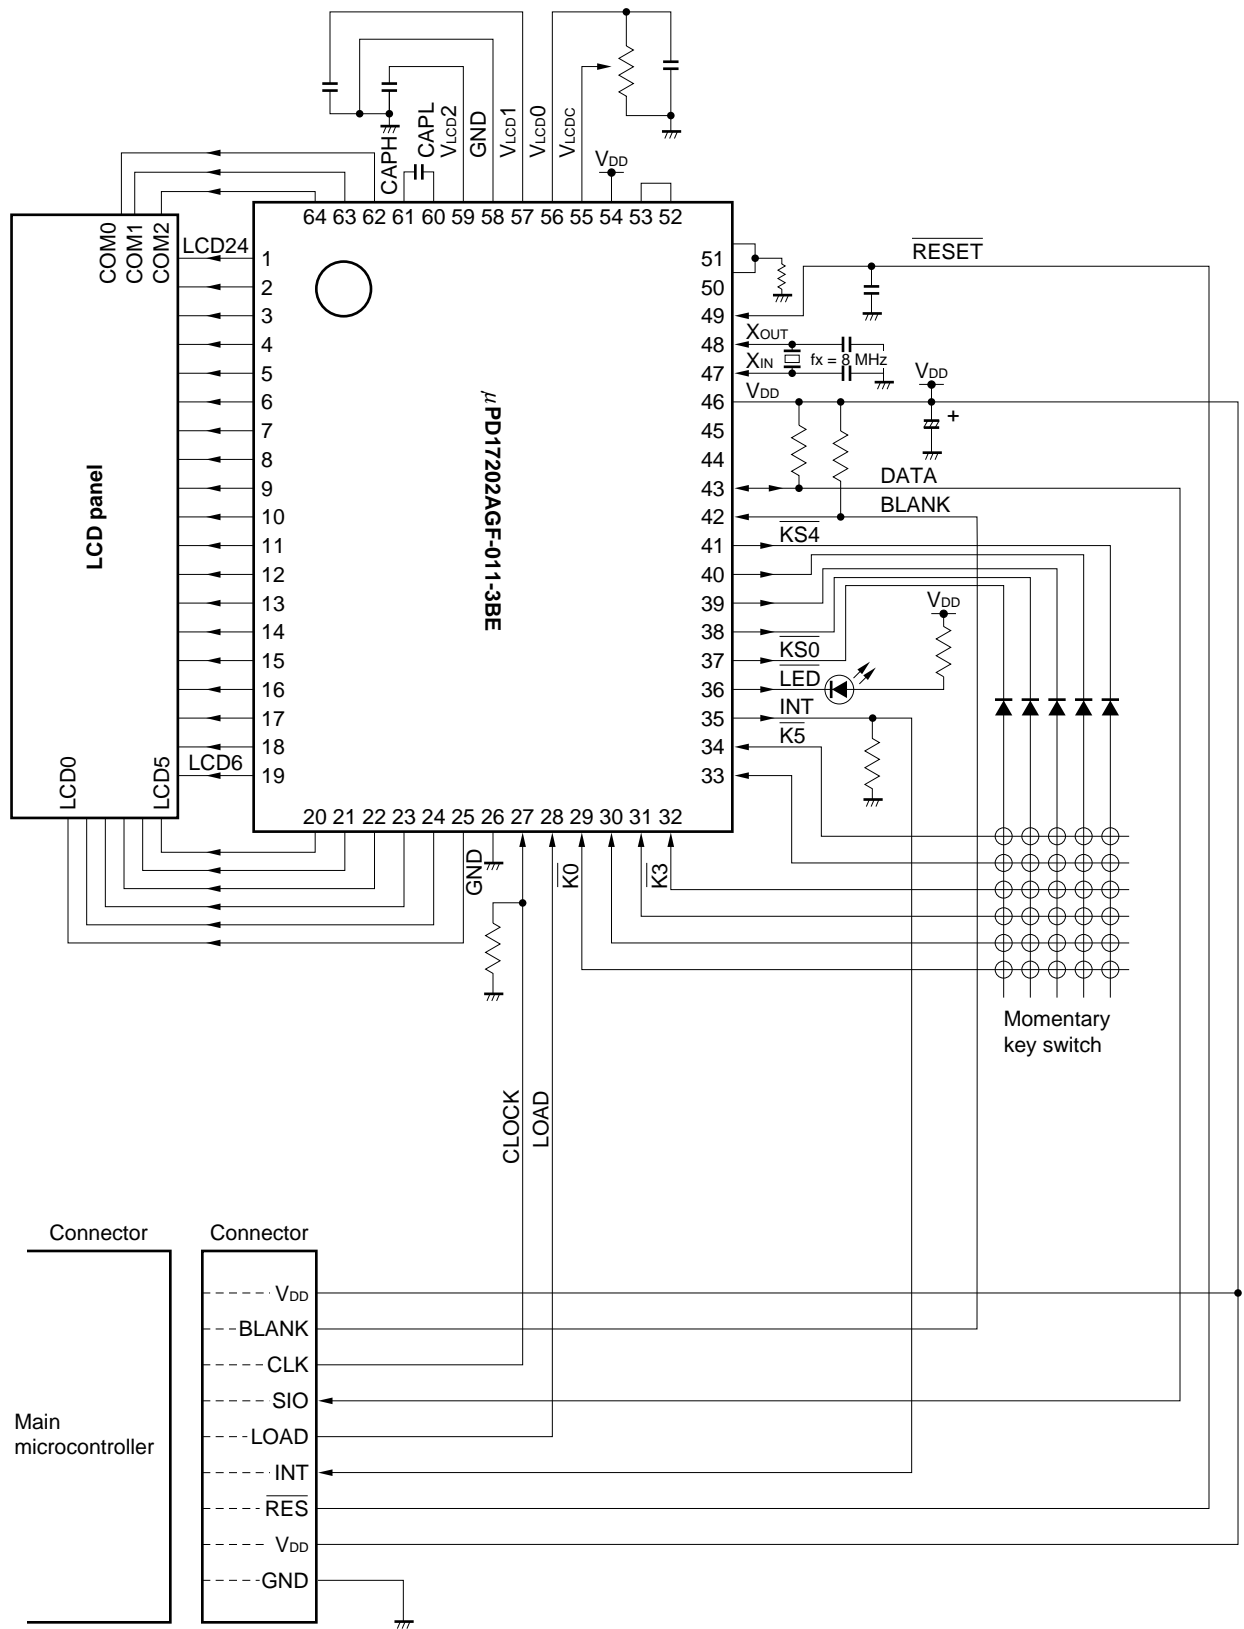 CAPH
CAPL
VLCD2
GND
VLCD1
VLCD0
VLCDC
VDD
64 63 62 61 60 59 58 57 56 55 54 53 52
COM0
COM1
COM2
LCD24
1
2
3
4
5
6
7
8
9
10
11
12
13
14
15
16
17
18
19
LCD6
LCD panel
LCD0
LCD5
μPD17202AGF-011-3BE
51
50
49
48
47
46
45
44
43
42
41
40
39
38
37
36
35
34
33
RESET
XOUT
XIN
fx = 8 MHz
VDD
VDD
+
DATA
BLANK
KS4
KS0
VDD
LED
INT
K5
20 21 22 23 24 25 26 27 28 29 30 31 32
GND
K0
K3
Momentary
key switch
CLOCK
LOAD
Connector
Connector
VDD
BLANK
CLK
SIO
LOAD
INT
RES
VDD
GND
Main
microcontroller